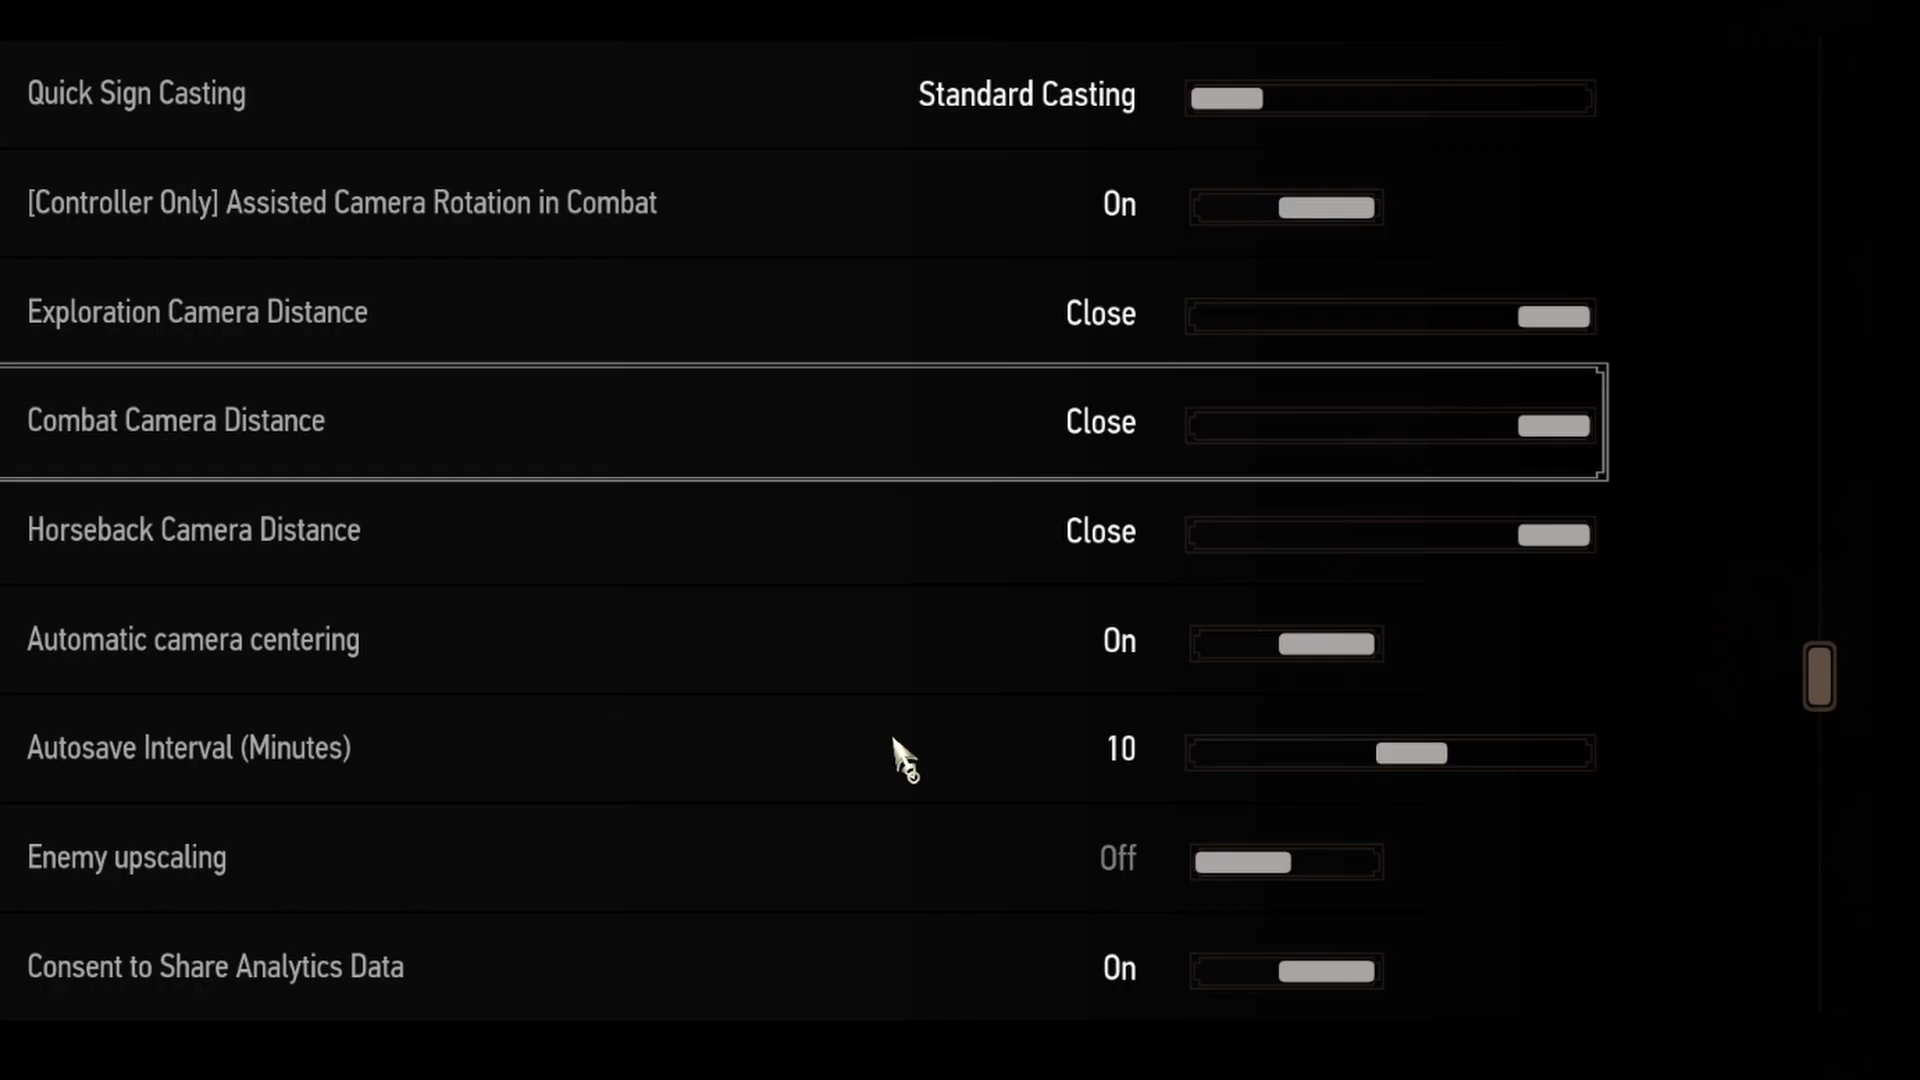 Quick Sign Casting Standard Casting
[Controller Only] Assisted Camera Rotation in Combat On
Exploration Camera Distance Close
Combat Camera Distance Close
Horseback Camera Distance Close
Automatic camera centering On
Autosave Interval (Minutes) 10
Enemy upscaling Off
Consent to Share Analytics Data On